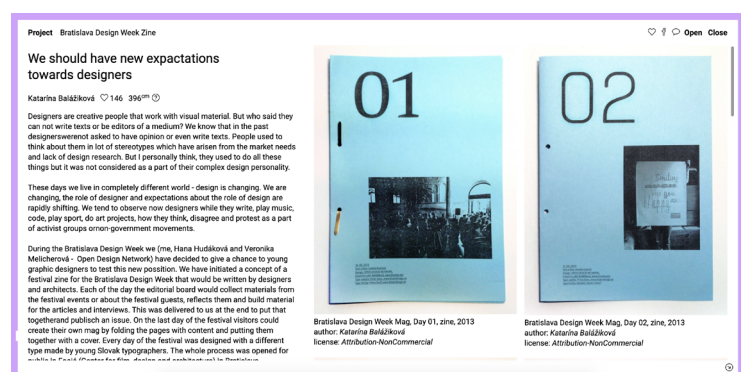 Project Bratislava Design Week Zine
Open Close
We should have new expactations
towards designers
Katarína Balážiková 146 396cm
Designers are creative people that work with visual material. But who said they
can not write texts or be editors of a medium? We know that in the past
designerswerenot asked to have opinion or even write texts. People used to
think about them in lot of stereotypes which have arisen from the market needs
and lack of design research. But I personally think, they used to do all these
things but it was not considered as a part of their complex design personality.
These days we live in completely different world - design is changing. We are
changing, the role of designer and expectations about the role of design are
rapidly shifting. We tend to observe now designers while they write, play music,
code, play sport, do art projects, how they think, disagree and protest as a part
of activist groups ornon-government movements.
During the Bratislava Design Week we (me, Hana Hudáková and Veronika
Melicherová - Open Design Network) have decided to give a chance to young
graphic designers to test this new possition. We have initiated a concept of a
festival zine for the Bratislava Design Week that would be written by designers
and architects. Each of the day the editorial board would collect materials from
the festival events or about the festival guests, reflects them and build material
for the articles and interviews. This was delivered to us at the end to put that
togetherand publisch an issue. On the last day of the festival visitors could
create their own mag by folding the pages with content and putting them
together with a cover. Every day of the festival was designed with a different
type made by young Slovak typographers. The whole process was opened for
01
Bratislava Design Week Mag, Day 01, zine, 2013
author: Katarína Balážiková
license: Attribution-NonCommercial
02
Bratislava Design Week Mag, Day 02, zine, 2013
author: Katarína Balážiková
license: Attribution-NonCommercial